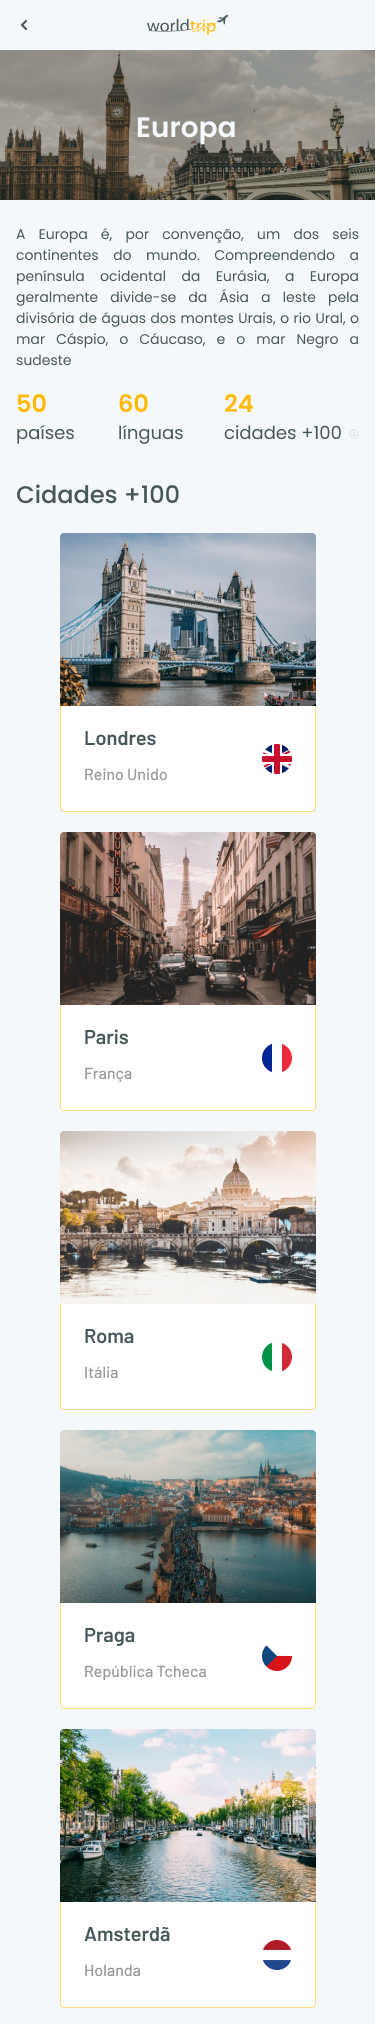 worldtrip
Europa
A Europa é, por convenção, um dos seis
continentes do mundo. Compreendendo a
península ocidental da Eurásia, a Europa
geralmente divide-se da Ásia a leste pela
divisória de águas dos montes Urais, o rio Ural, o
mar Cáspio, o Cáucaso, e o mar Negro a
sudeste
50
países
60
línguas
24
cidades +100
Cidades +100
Londres
Reino Unido
Paris
França
Roma
Itália
Praga
República Tcheca
Amsterdã
Holanda